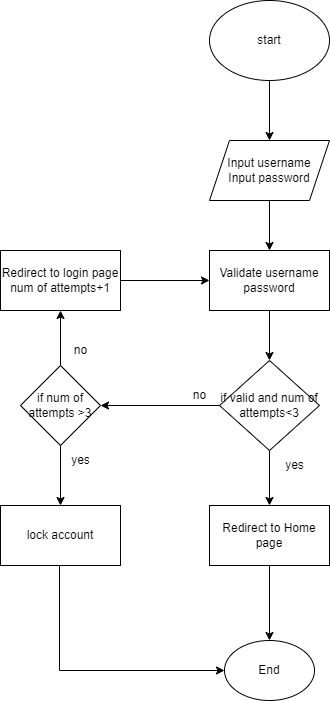 start
Input username
Input password
Redirect to login page
num of attempts+1
Validate username
password
no
no
if num of
attempts >3
if valid and num of
attempts<3
yes
yes
lock account
Redirect to Home
page
End